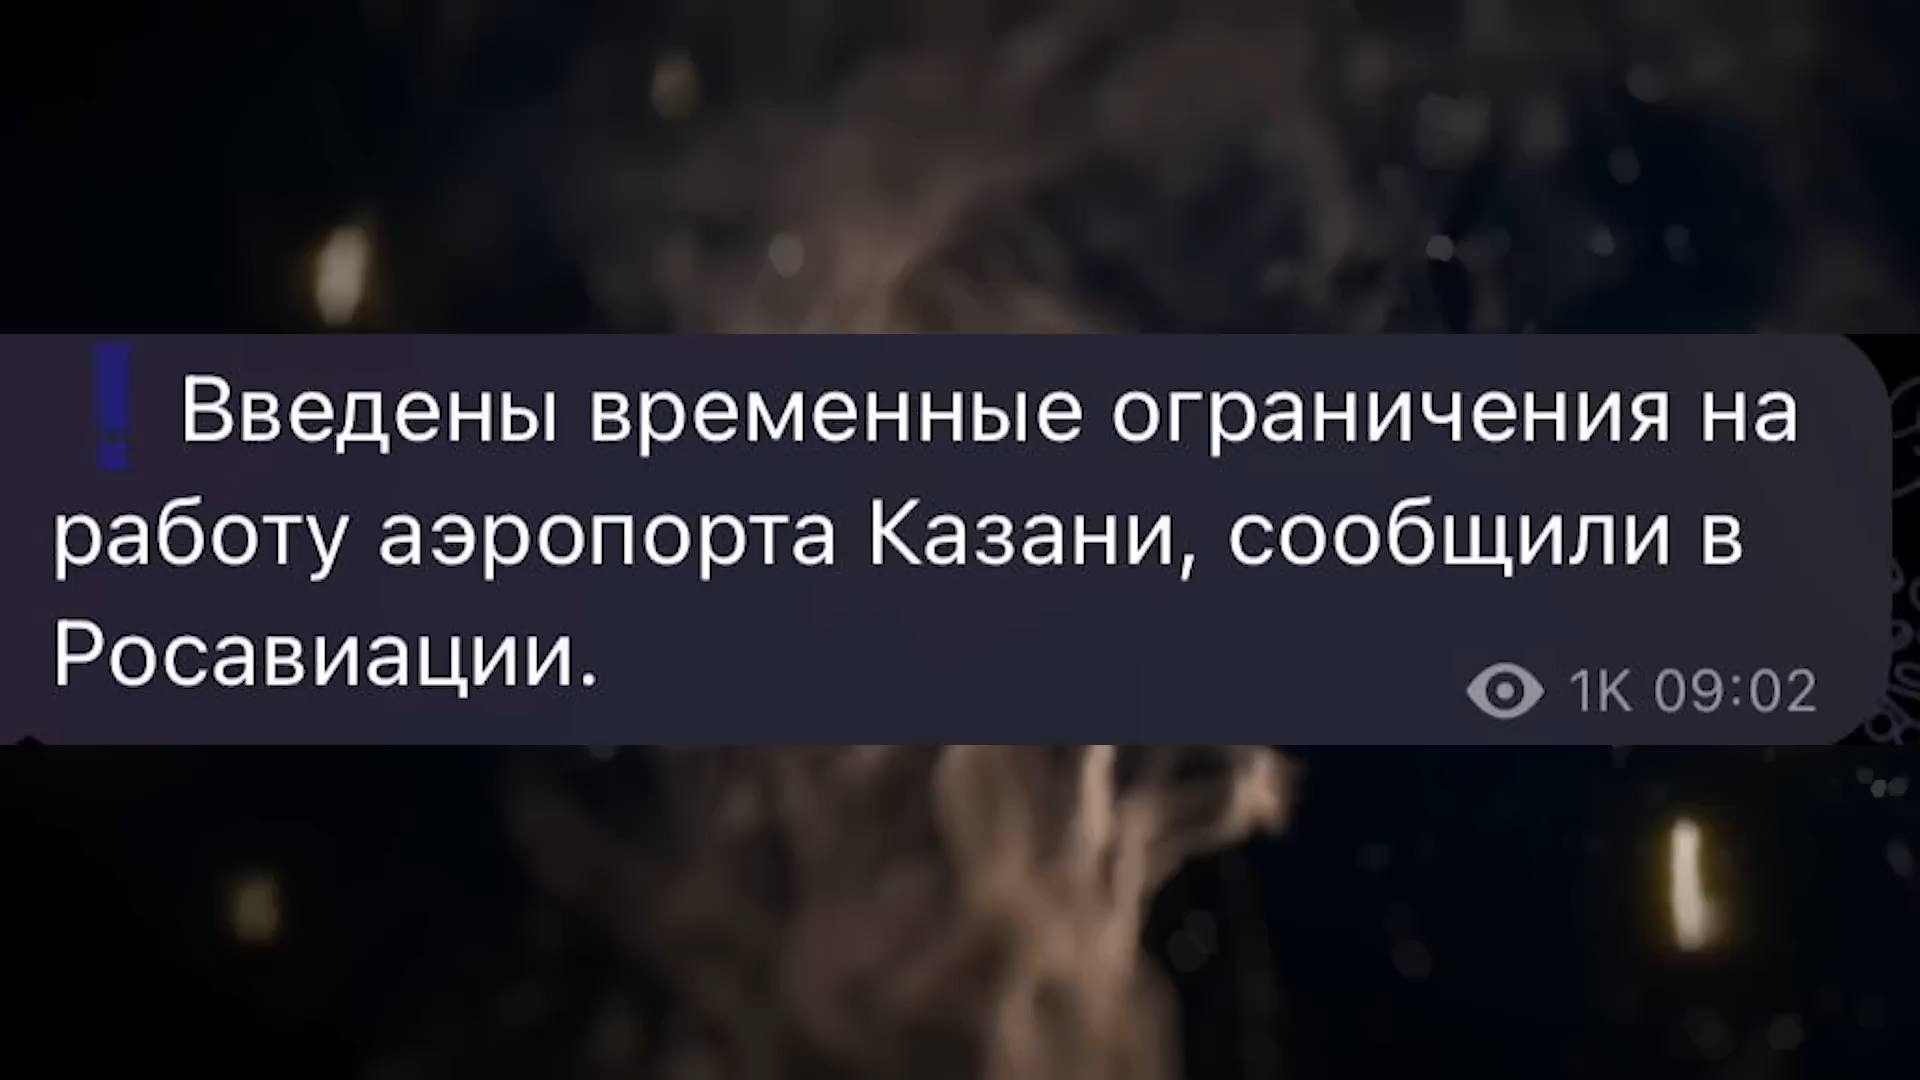 ❗Введены временные ограничения на
работу аэропорта Казани, сообщили в
Росавиации.
1K 09:02